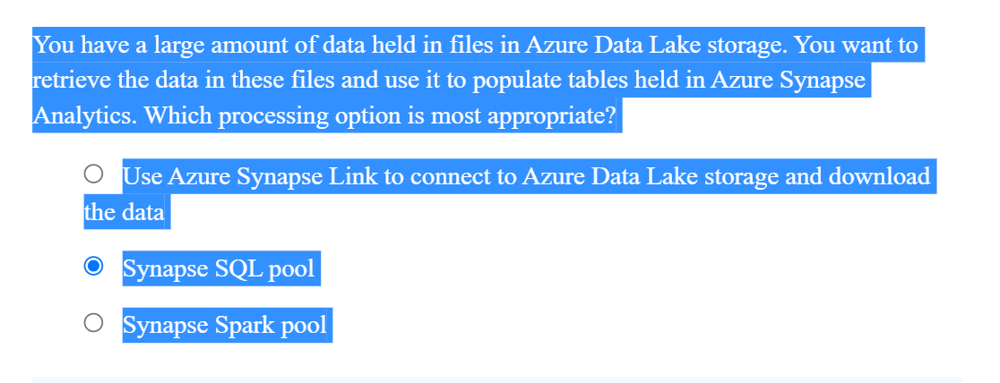 You have a large amount of data held in files in Azure Data Lake storage. You want to
retrieve the data in these files and use it to populate tables held in Azure Synapse
Analytics. Which processing option is most appropriate?
Use Azure Synapse Link to connect to Azure Data Lake storage and download
the data
Synapse SQL pool
Synapse Spark pool